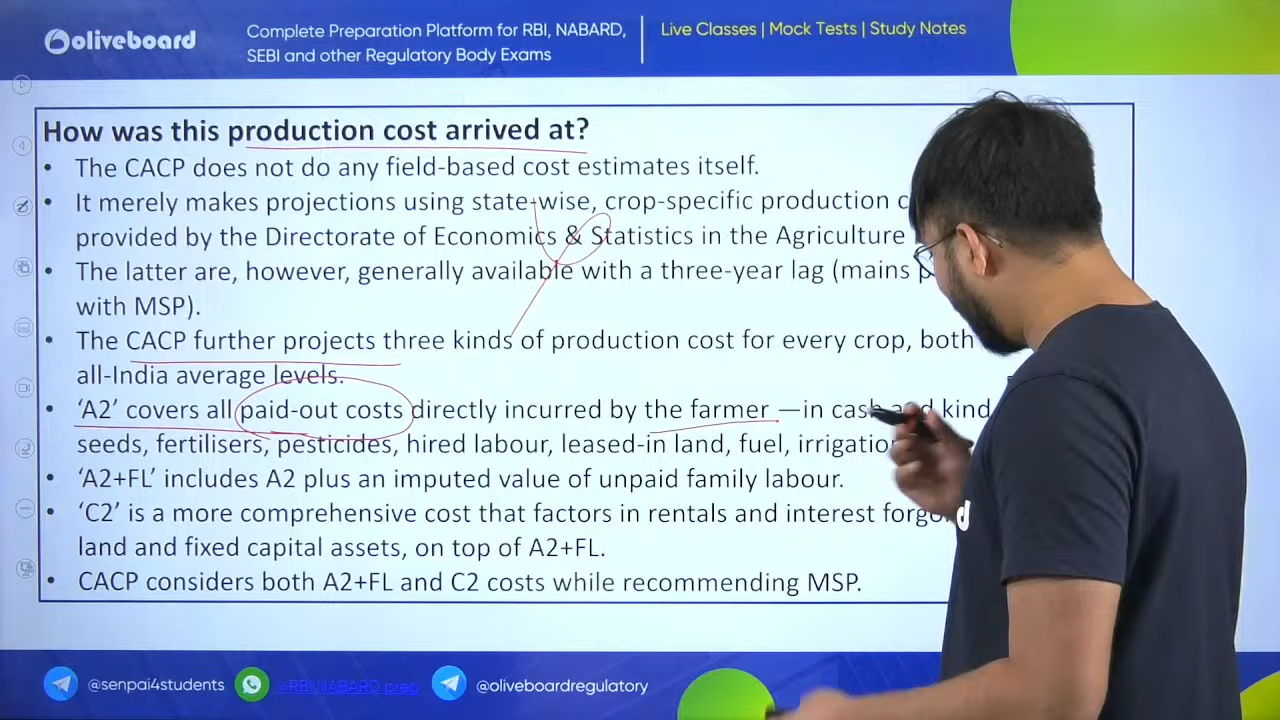 oliveboard
Complete Preparation Platform for RBI, NABARD,
SEBI and other Regulatory Body Exams
Live Classes | Mock Tests | Study Notes
How was this production cost arrived at?
• The CACP does not do any field-based cost estimates itself.
• It merely makes projections using state-wise, crop-specific production
provided by the Directorate of Economics & Statistics in the Agriculture
• The latter are, however, generally available with a three-year lag (mains
with MSP).
• The CACP further projects three kinds of production cost for every crop, both
all-India average levels.
• ‘A2’ covers all paid-out costs directly incurred by the farmer —in cash and kind
seeds, fertilisers, pesticides, hired labour, leased-in land, fuel,
• ‘A2+FL’ includes A2 plus an imputed value of unpaid family labour.
• ‘C2’ is a more comprehensive cost that factors in rentals and interest
land and fixed capital assets, on top of A2+FL.
• CACP considers both A2+FL and C2 costs while recommending MSP.
@senpai4students
@RBI/NABARD prep
@oliveboardregulatory